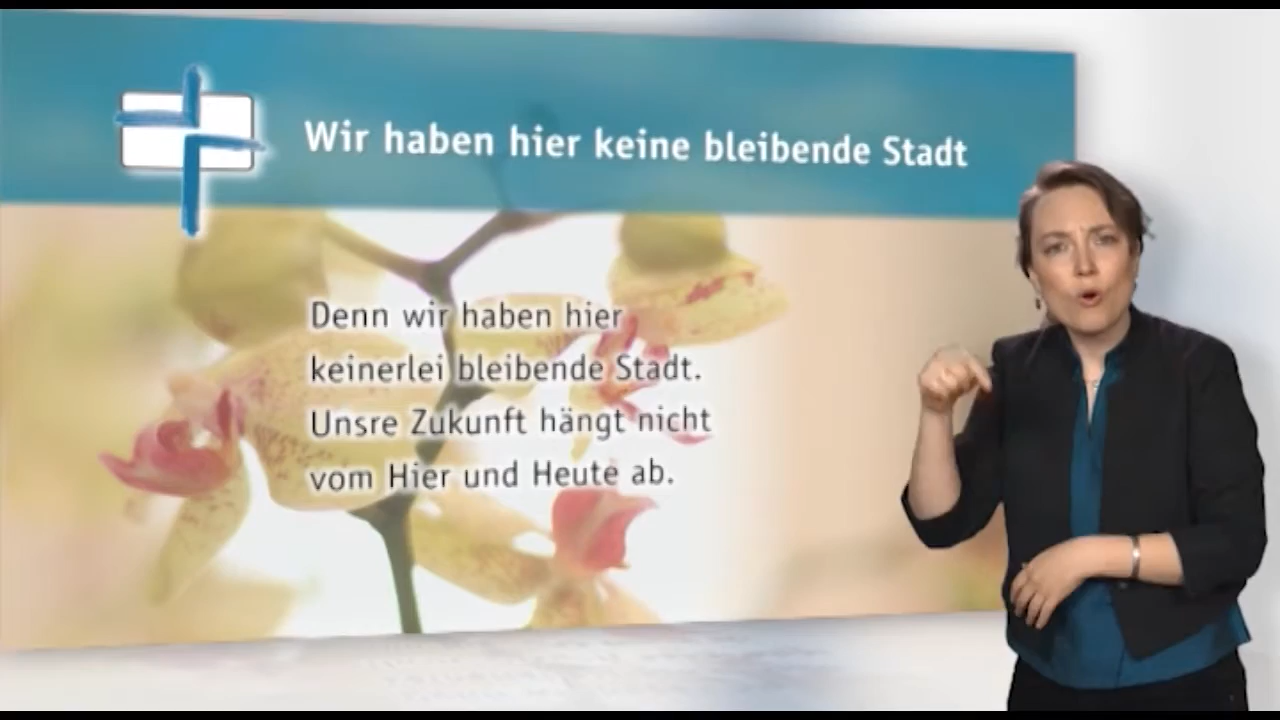 Wir haben hier keine bleibende Stadt
Denn wir haben hier
keinerlei bleibende Stadt.
Unsre Zukunft hängt nicht
vom Hier und Heute ab.